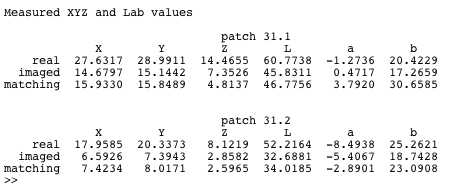 Measured XYZ and Lab values
patch 31.1
X Y Z L a b
real 27.6317 28.9911 14.4655 60.7738 -1.2736 20.4229
imaged 14.6797 15.1442 7.3526 45.8311 0.4717 17.2659
matching 15.9330 15.8489 4.8137 46.7756 3.7920 30.6585
patch 31.2
X Y Z L a b
real 17.9585 20.3373 8.1219 52.2164 -8.4938 25.2621
imaged 6.5926 7.3943 2.8582 32.6881 -5.4067 18.7428
matching 7.4234 8.0171 2.5965 34.0185 -2.8901 23.0908
>>